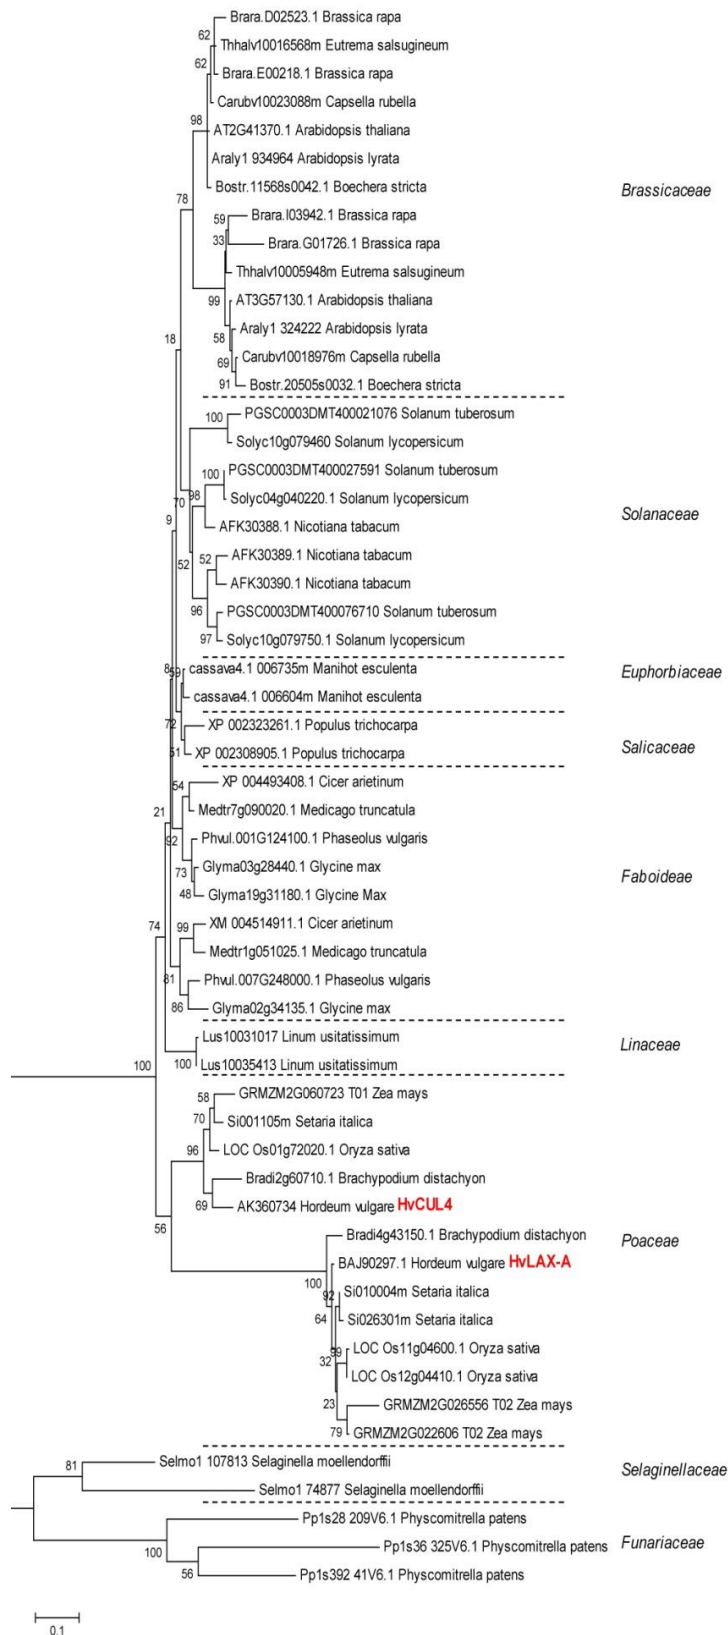 Brara.D02523.1 Brassica rapa
62
Thhalv10016568m Eutrema salsugineum
62
Brara.E00218.1 Brassica rapa
Carubv10023088m Capsella rubella
98
AT2G41370.1 Arabidopsis thaliana
Araly1 934964 Arabidopsis lyrata
Bostr.11568s0042.1 Boechera stricta
Brassicaceae
78
59
Brara.I03942.1 Brassica rapa
33
Brara.G01726.1 Brassica rapa
Thhalv10005948m Eutrema salsugineum
99
AT3G57130.1 Arabidopsis thaliana
Araly1 324222 Arabidopsis lyrata
58
18
Carubv10018976m Capsella rubella
69
91
Bostr.20505s0032.1 Boechera stricta
100
PGSC0003DMT400021076 Solanum tuberosum
Solyc10g079460 Solanum lycopersicum
100
PGSC0003DMT400027591 Solanum tuberosum
98
70
Solyc04g040220.1 Solanum lycopersicum
Solanaceae
9
AFK30388.1 Nicotiana tabacum
52
AFK30389.1 Nicotiana tabacum
52
AFK30390.1 Nicotiana tabacum
96
PGSC0003DMT400076710 Solanum tuberosum
97
Solyc10g079750.1 Solanum lycopersicum
8
59
cassava4.1 006735m Manihot esculenta
Euphorbiaceae
cassava4.1 006604m Manihot esculenta
72
XP 002323261.1 Populus trichocarpa
Salicaceae
51
XP 002308905.1 Populus trichocarpa
54
XP 004493408.1 Cicer arietinum
21
Medtr7g090020.1 Medicago truncatula
92
Phvul.001G124100.1 Phaseolus vulgaris
73
Glyma03g28440.1 Glycine max
Faboideae
48
Glyma19g31180.1 Glycine Max
74
99
XM 004514911.1 Cicer arietinum
Medtr1g051025.1 Medicago truncatula
81
Phvul.007G248000.1 Phaseolus vulgaris
86
Glyma02g34135.1 Glycine max
Lus10031017 Linum usitatissimum
Linaceae
100
100
Lus10035413 Linum usitatissimum
58
GRMZM2G060723 T01 Zea mays
70
Si001105m Setaria italica
96
LOC Os01g72020.1 Oryza sativa
Bradi2g60710.1 Brachypodium distachyon
69
AK360734 Hordeum vulgare HvCUL4
56
Bradi4g43150.1 Brachypodium distachyon
Poaceae
BAJ90297.1 Hordeum vulgare HvLAX-A
100
92
Si010004m Setaria italica
64
Si026301m Setaria italica
99
LOC Os11g04600.1 Oryza sativa
32
LOC Os12g04410.1 Oryza sativa
23
GRMZM2G026556 T02 Zea mays
79
GRMZM2G022606 T02 Zea mays
81
Selmo1 107813 Selaginella moellendorffii
Selaginellaceae
Selmo1 74877 Selaginella moellendorffii
Pp1s28 209V6.1 Physcomitrella patens
Funariaceae
100
Pp1s36 325V6.1 Physcomitrella patens
56
Pp1s392 41V6.1 Physcomitrella patens
0.1